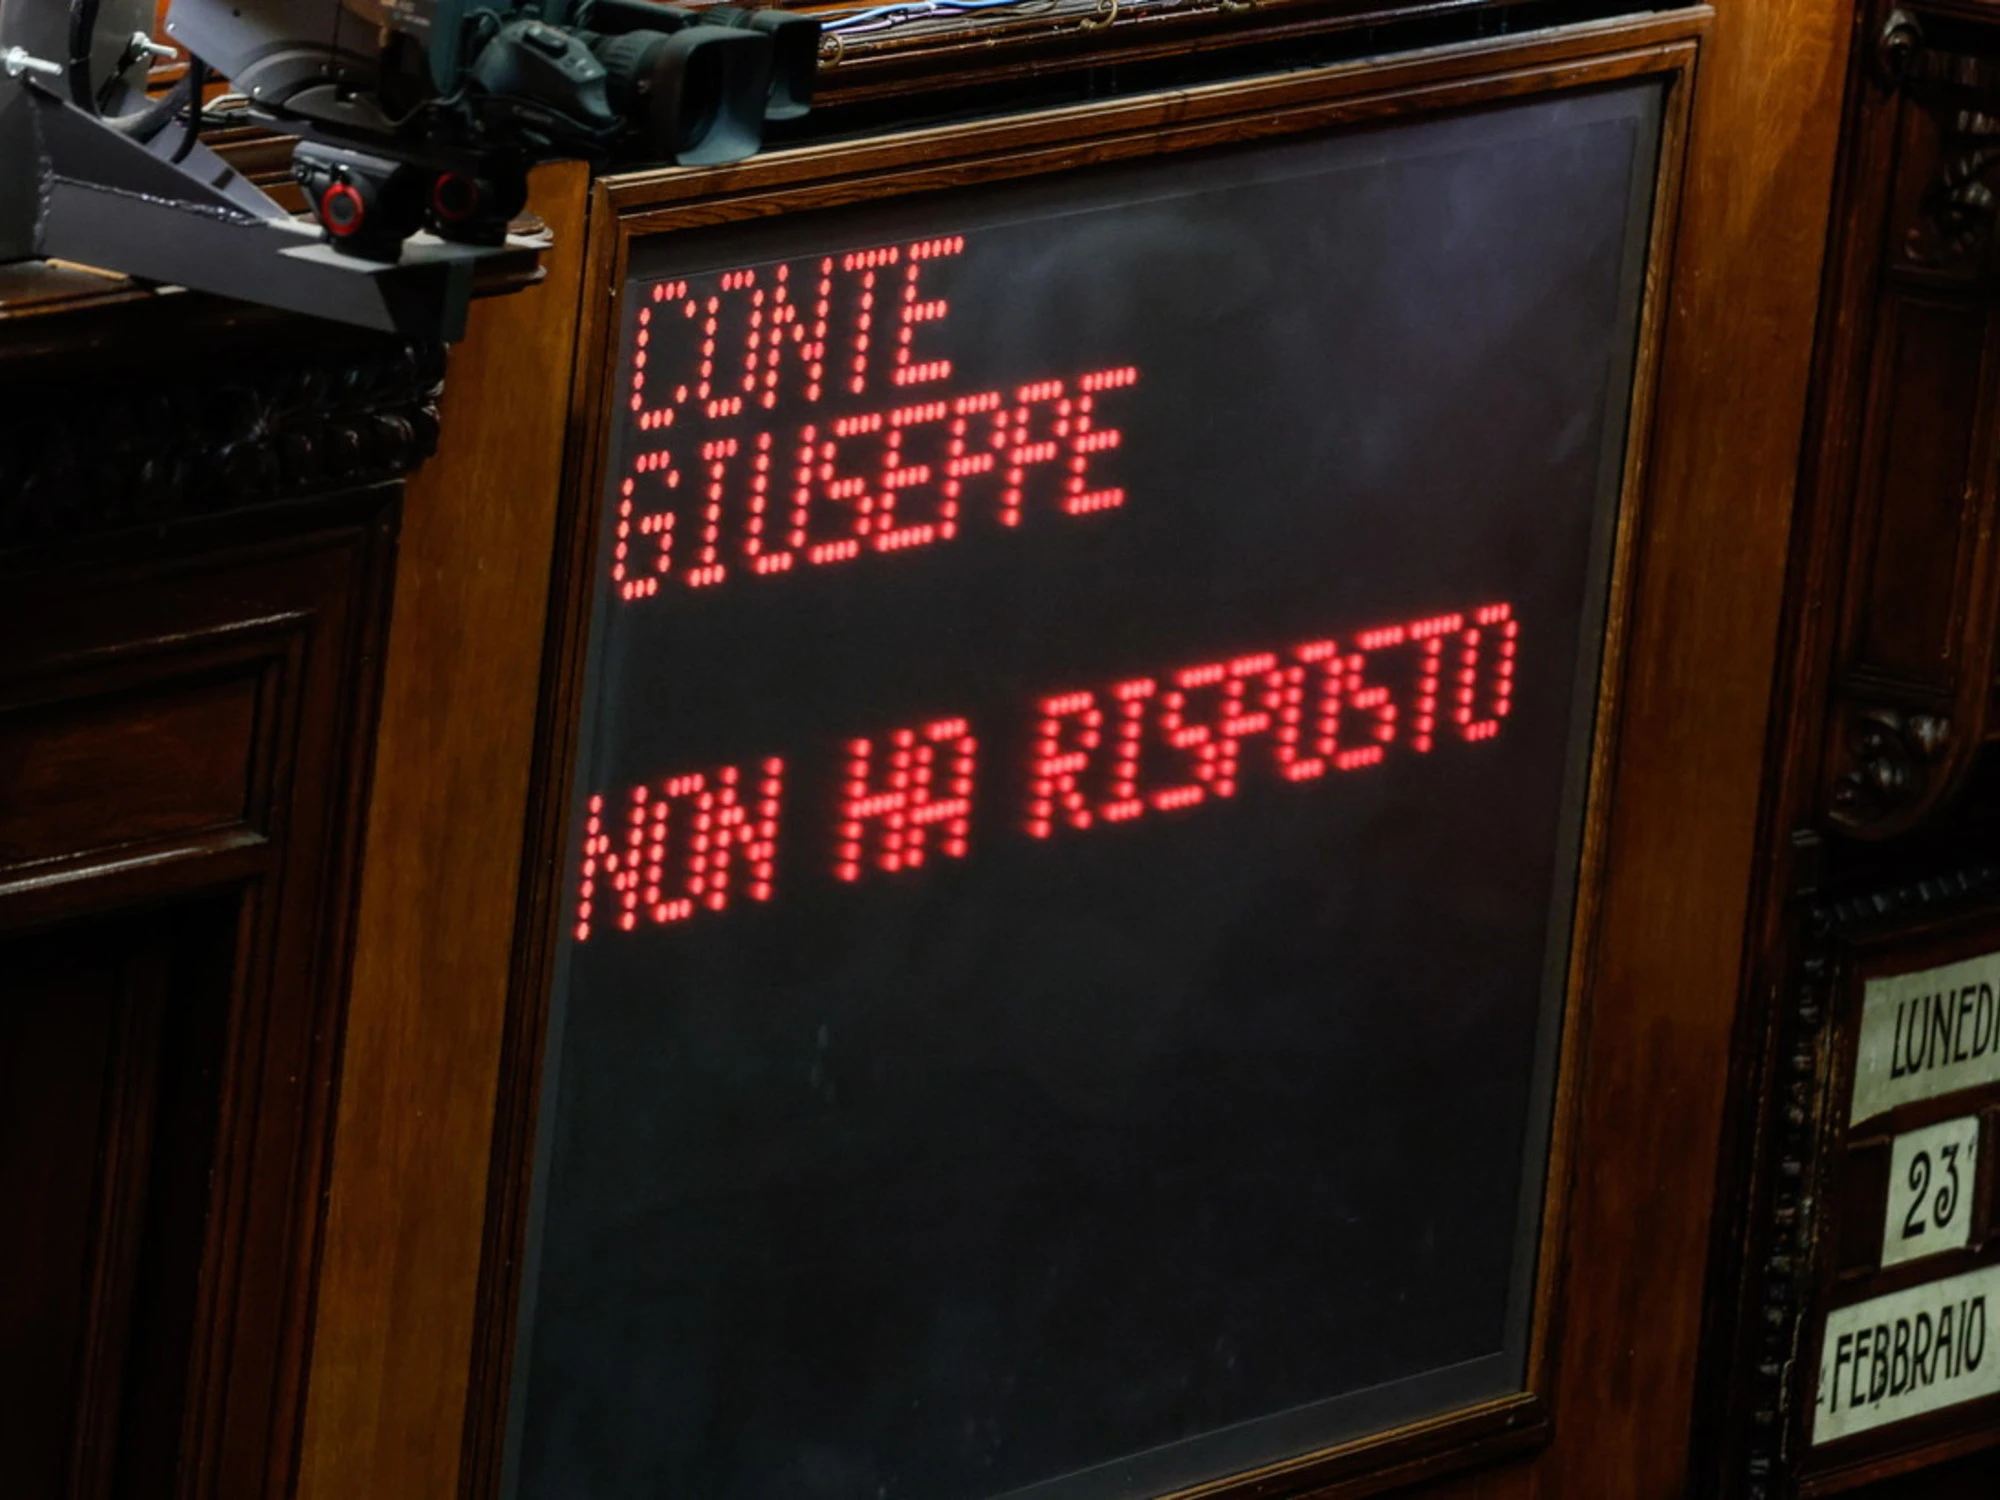 CONTE
GIUSEPPE
NON HA RISPOSTO
LUNEDI
23
FEBBRAIO